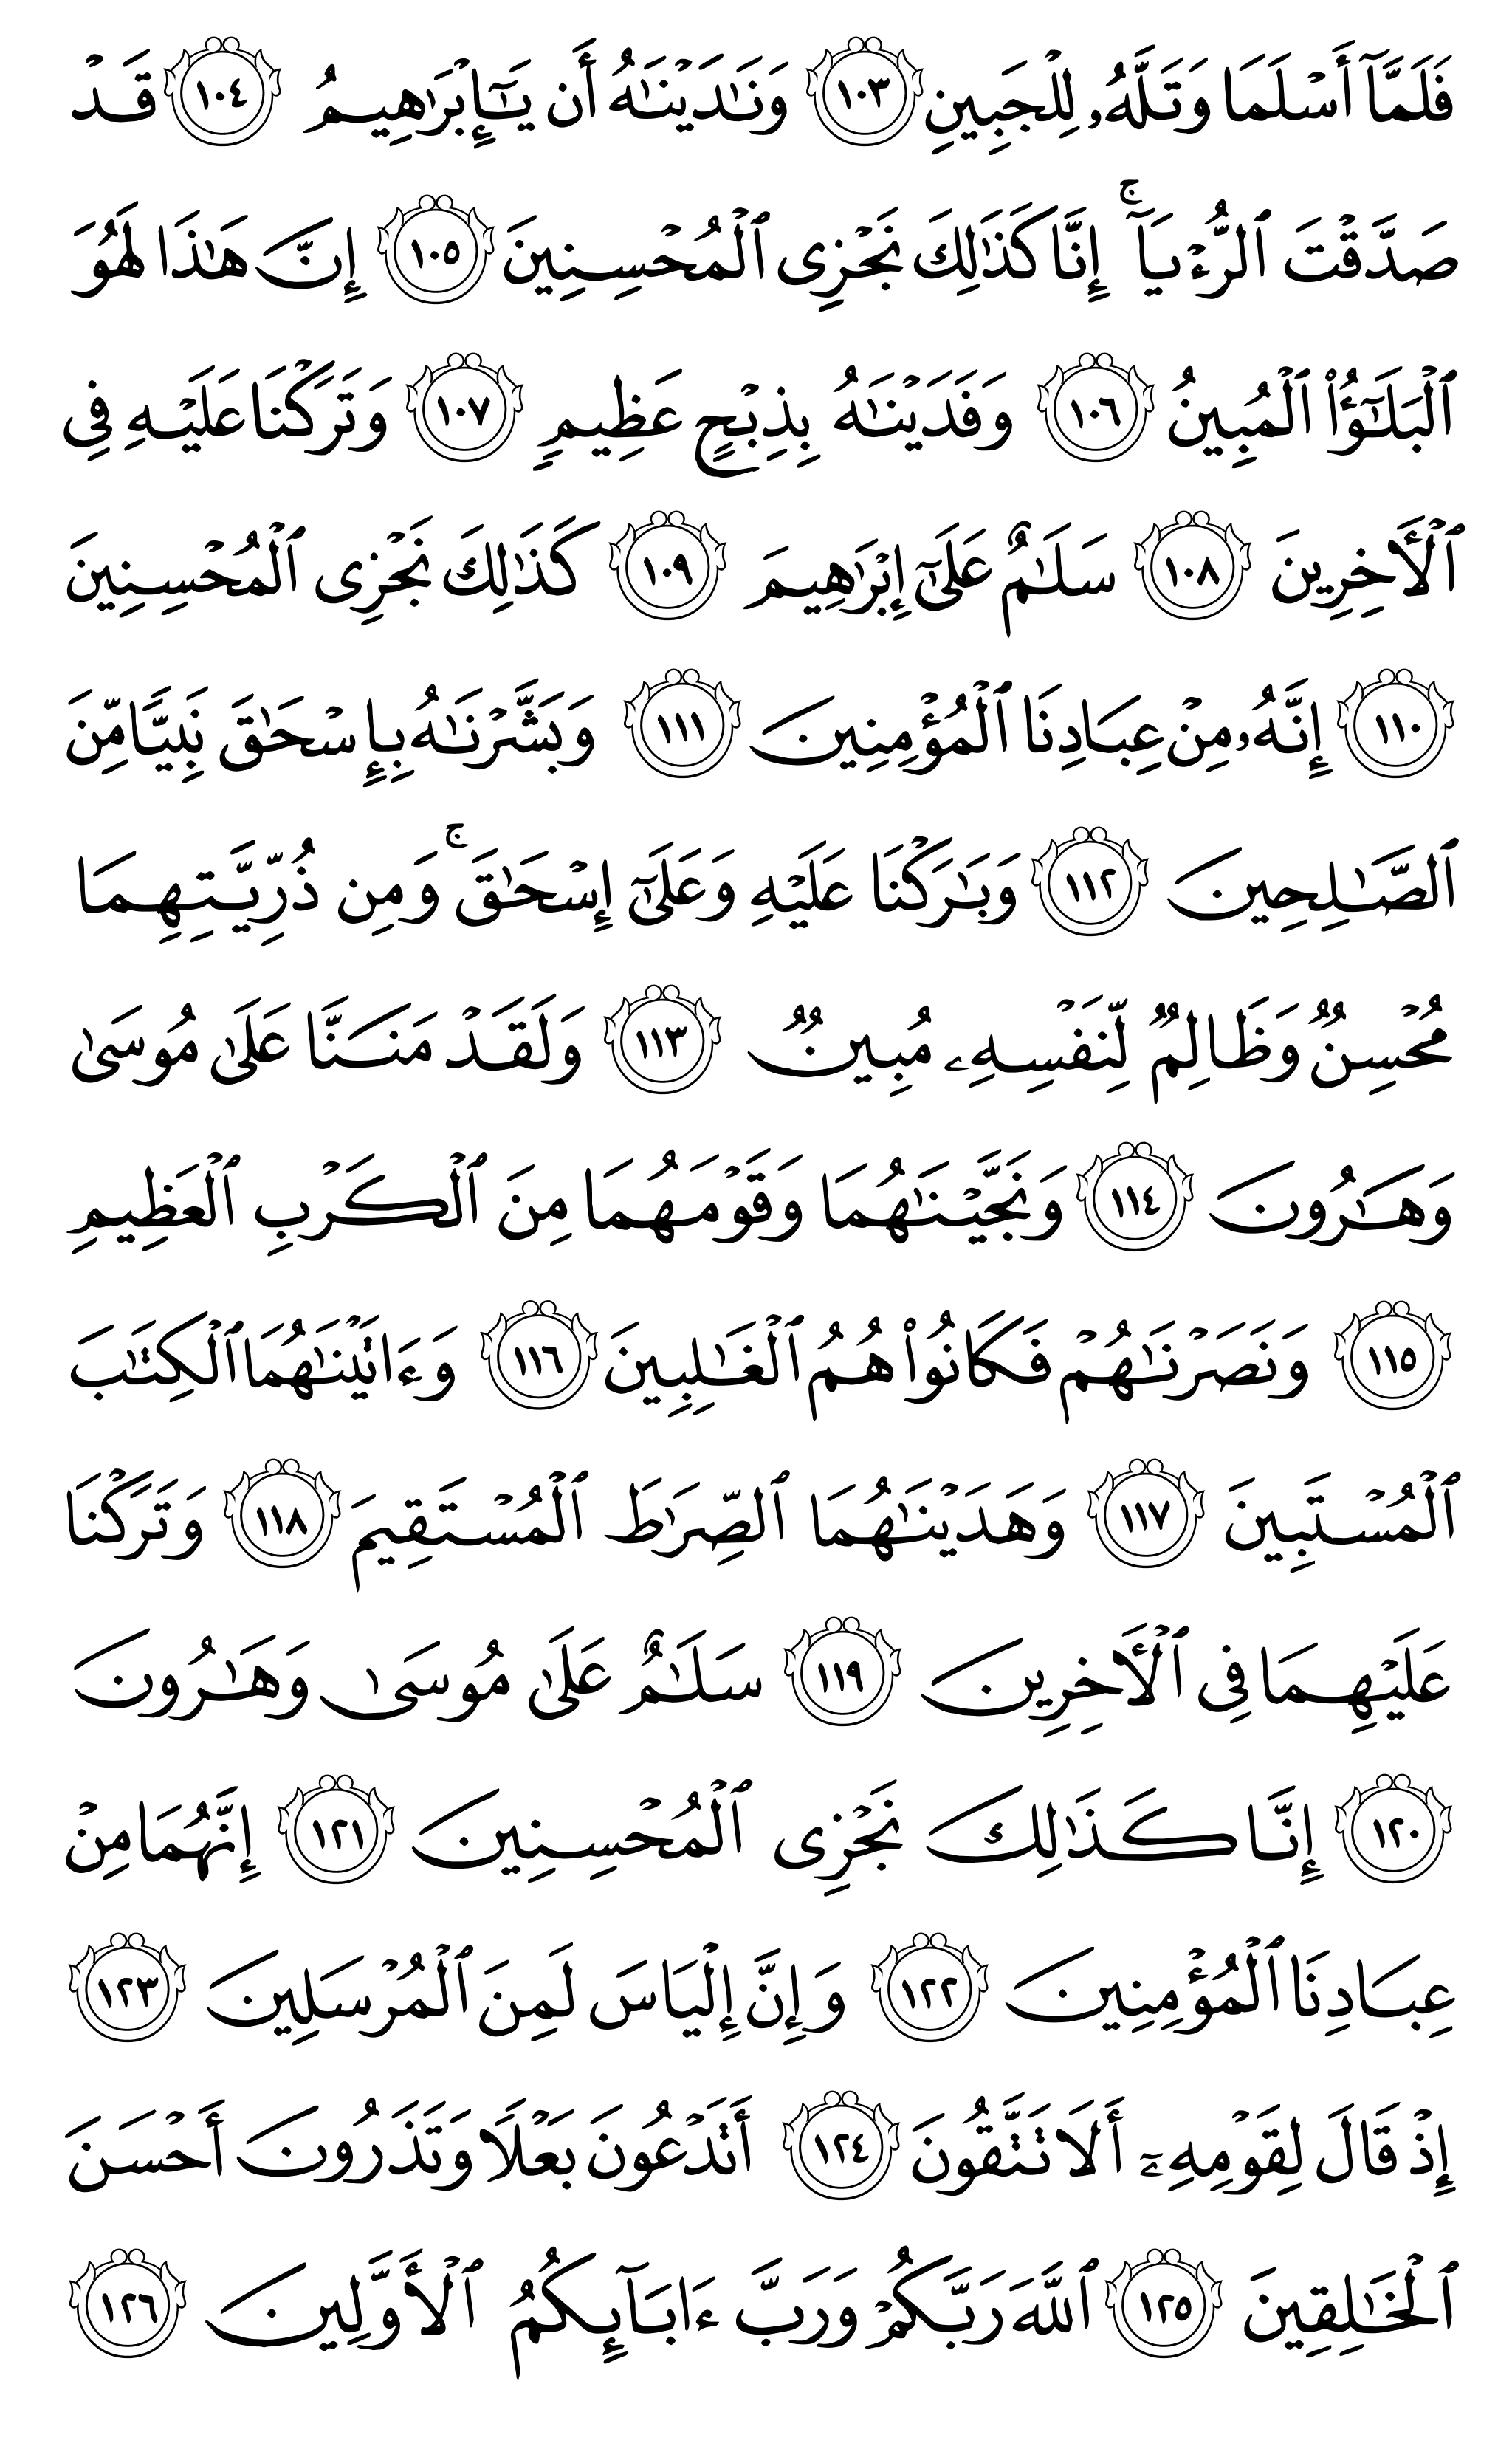 فَلَمَّآ أَسْلَمَا وَتَلَّهُۥ لِلْجَبِينِ ١٠٣ وَنَٰدَيْنَٰهُ أَن يَٰٓإِبْرَٰهِيمُ ١٠٤ قَدْ
صَدَّقْتَ ٱلرُّءْيَآ ۚ إِنَّا كَذَٰلِكَ نَجْزِى ٱلْمُحْسِنِينَ ١٠٥ إِنَّ هَٰذَا لَهُوَ
ٱلْبَلَٰٓؤُا۟ ٱلْمُبِينُ ١٠٦ وَفَدَيْنَٰهُ بِذِبْحٍ عَظِيمٍ ١٠٧ وَتَرَكْنَا عَلَيْهِ فِى
ٱلْأَخِرِينَ ١٠٨ سَلَٰمٌ عَلَىٰٓ إِبْرَٰهِيمَ ١٠٩ كَذَٰلِكَ نَجْزِى ٱلْمُحْسِنِينَ
١١٠ إِنَّهُۥ مِنْ عِبَادِنَا ٱلْمُؤْمِنِينَ ١١١ وَبَشَّرْنَٰهُ بِإِسْحَٰقَ نَبِيًّا مِّنَ
ٱلصَّٰلِحِينَ ١١٢ وَبَٰرَكْنَا عَلَيْهِ وَعَلَىٰٓ إِسْحَٰقَ ۚ وَمِن ذُرِّيَّتِهِمَا
مُحْسِنٌ وَظَالِمٌ لِّنَفْسِهِۦ مُبِينٌ ١١٣ وَلَقَدْ مَنَنَّا عَلَىٰ مُوسَىٰ
وَهَٰرُونَ ١١٤ وَنَجَّيْنَٰهُمَا وَقَوْمَهُمَا مِنَ ٱلْكَرْبِ ٱلْعَظِيمِ
١١٥ وَنَصَرْنَٰهُمْ فَكَانُوا۟ هُمُ ٱلْغَٰلِبِينَ ١١٦ وَءَاتَيْنَٰهُمَا ٱلْكِتَٰبَ
ٱلْمُسْتَبِينَ ١١٧ وَهَدَيْنَٰهُمَا ٱلصِّرَٰطَ ٱلْمُسْتَقِيمَ ١١٨ وَتَرَكْنَا
عَلَيْهِمَا فِى ٱلْأَخِرِينَ ١١٩ سَلَٰمٌ عَلَىٰ مُوسَىٰ وَهَٰرُونَ
١٢٠ إِنَّا كَذَٰلِكَ نَجْزِى ٱلْمُحْسِنِينَ ١٢١ إِنَّهُمَا مِنْ
عِبَادِنَا ٱلْمُؤْمِنِينَ ١٢٢ وَإِنَّ إِلْيَاسَ لَمِنَ ٱلْمُرْسَلِينَ ١٢٣
إِذْ قَالَ لِقَوْمِهِۦٓ أَلَا تَتَّقُونَ ١٢٤ أَتَدْعُونَ بَعْلًا وَتَذَرُونَ أَحْسَنَ
ٱلْخَٰلِقِينَ ١٢٥ ٱللَّهَ رَبَّكُمْ وَرَبَّ ءَابَآئِكُمُ ٱلْأَوَّلِينَ ١٢٦